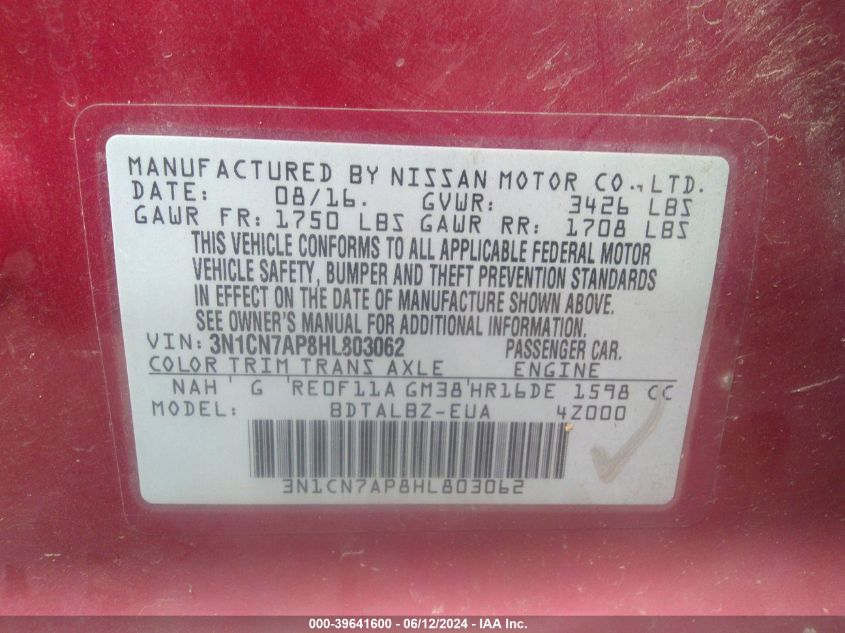 MANUFACTURED BY NISSAN MOTOR CO., LTD.
DATE: 08/16. GVWR: 3426 LBS
GAWR FR: 1750 LBS GAWR RR: 1708 LBS
THIS VEHICLE CONFORMS TO ALL APPLICABLE FEDERAL MOTOR
VEHICLE SAFETY, BUMPER AND THEFT PREVENTION STANDARDS
IN EFFECT ON THE DATE OF MANUFACTURE SHOWN ABOVE.
SEE OWNER'S MANUAL FOR ADDITIONAL INFORMATION.
VIN: 3N1CN7AP8HL803062 PASSENGER CAR.
COLOR TRIM TRANS AXLE ENGINE
NAH G RE0F11A GM38 HR16DE 1598 CC
MODEL: BDTALBZ-EUA 4Z000
3N1CN7AP8HL803062
000-39641600 - 06/12/2024 - IAA Inc.